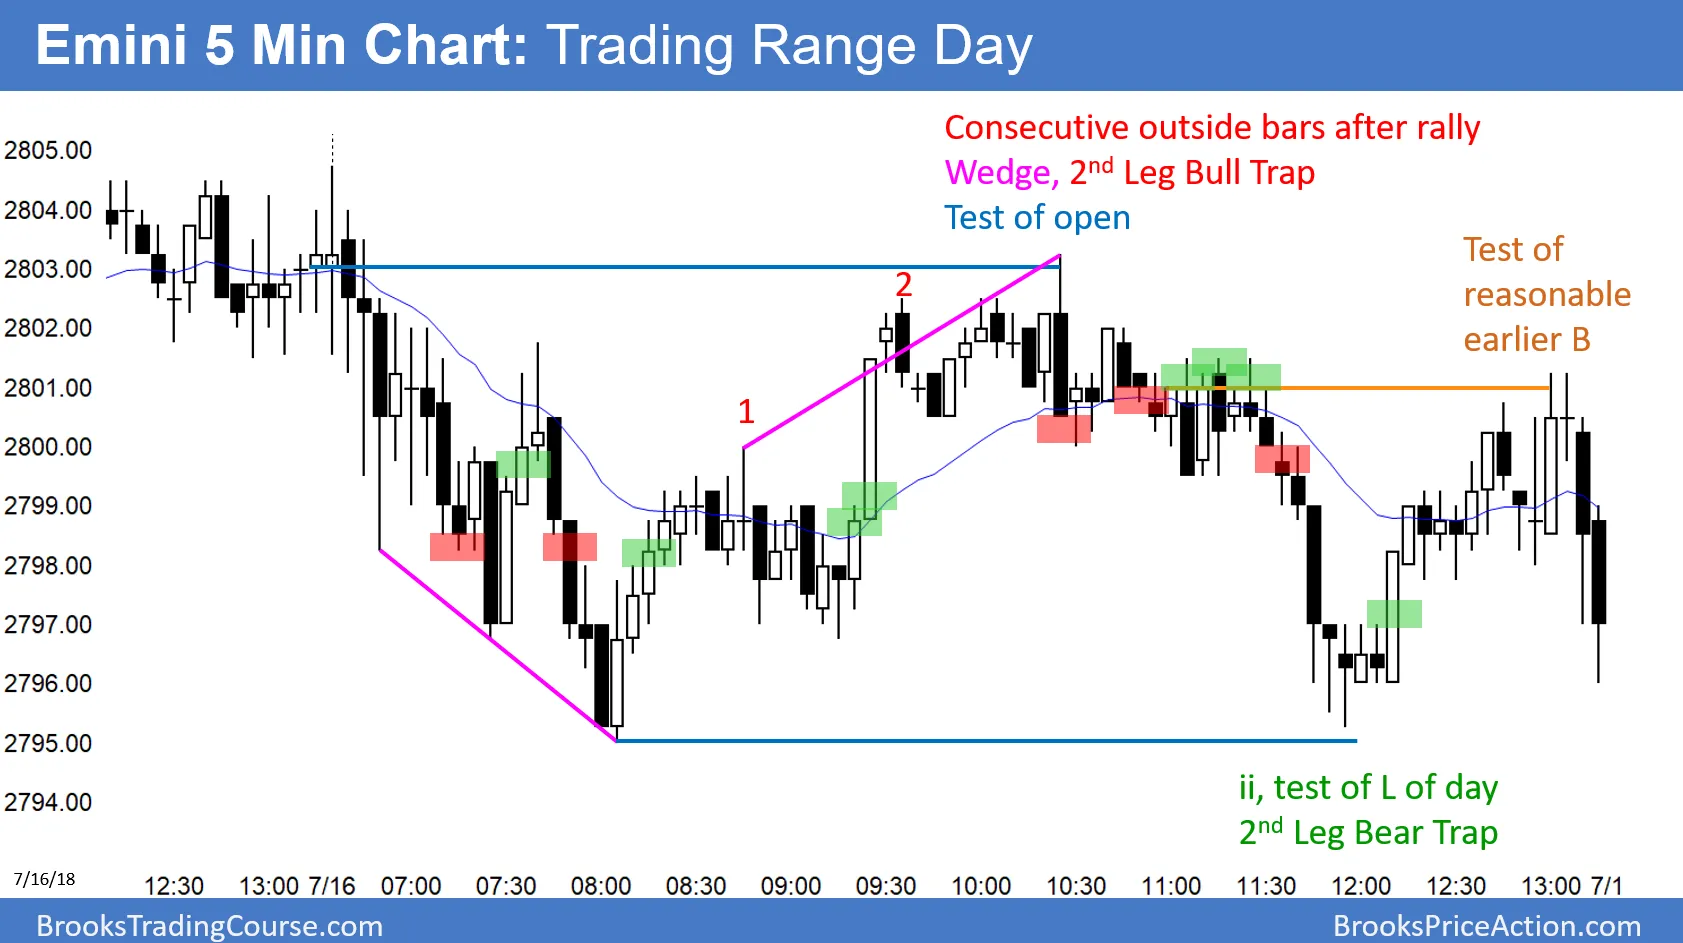 Emini 5 Min Chart: Trading Range Day
Consecutive outside bars after rally
Wedge, 2nd Leg Bull Trap
Test of open
Test of
reasonable
earlier B
2805.00
2804.00
2803.00
2802.00
2801.00
2800.00
2799.00
2798.00
2797.00
2796.00
2795.00
2794.00
1
2
ii, test of L of day
2nd Leg Bear Trap
7/16/18
12:30 13:00 7/16 07:00 07:30 08:00 08:30 09:00 09:30 10:00 10:30 11:00 11:30 12:00 12:30 13:00 7/1
BrooksTradingCourse.com
BrooksPriceAction.com